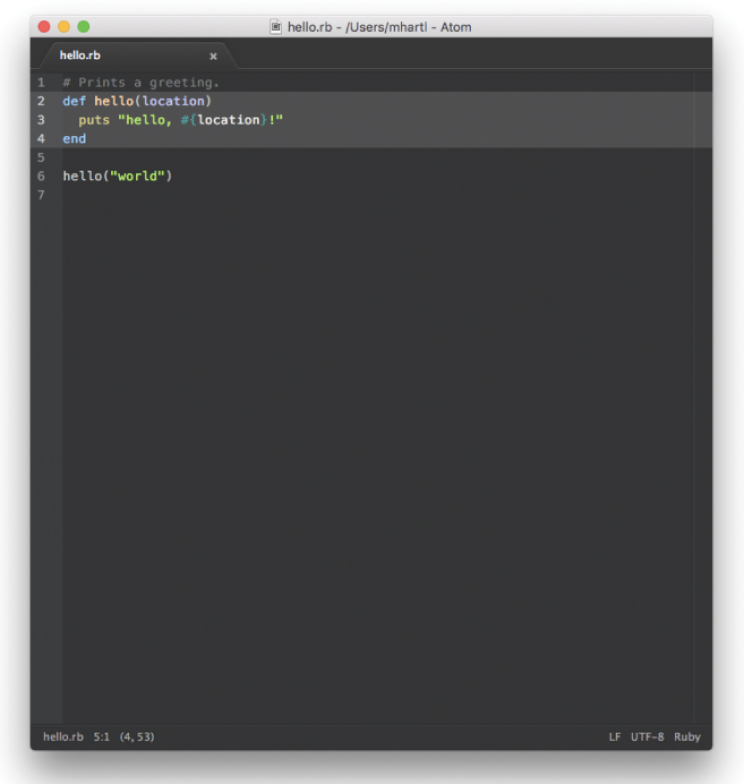 hello.rb - /Users/mhartl - Atom
hello.rb x
1 # Prints a greeting.
2 def hello(location)
3   puts "hello, #{location}!"
4 end
5
6 hello("world")
7
hello.rb 5:1 (4,53) LF UTF-8 Ruby